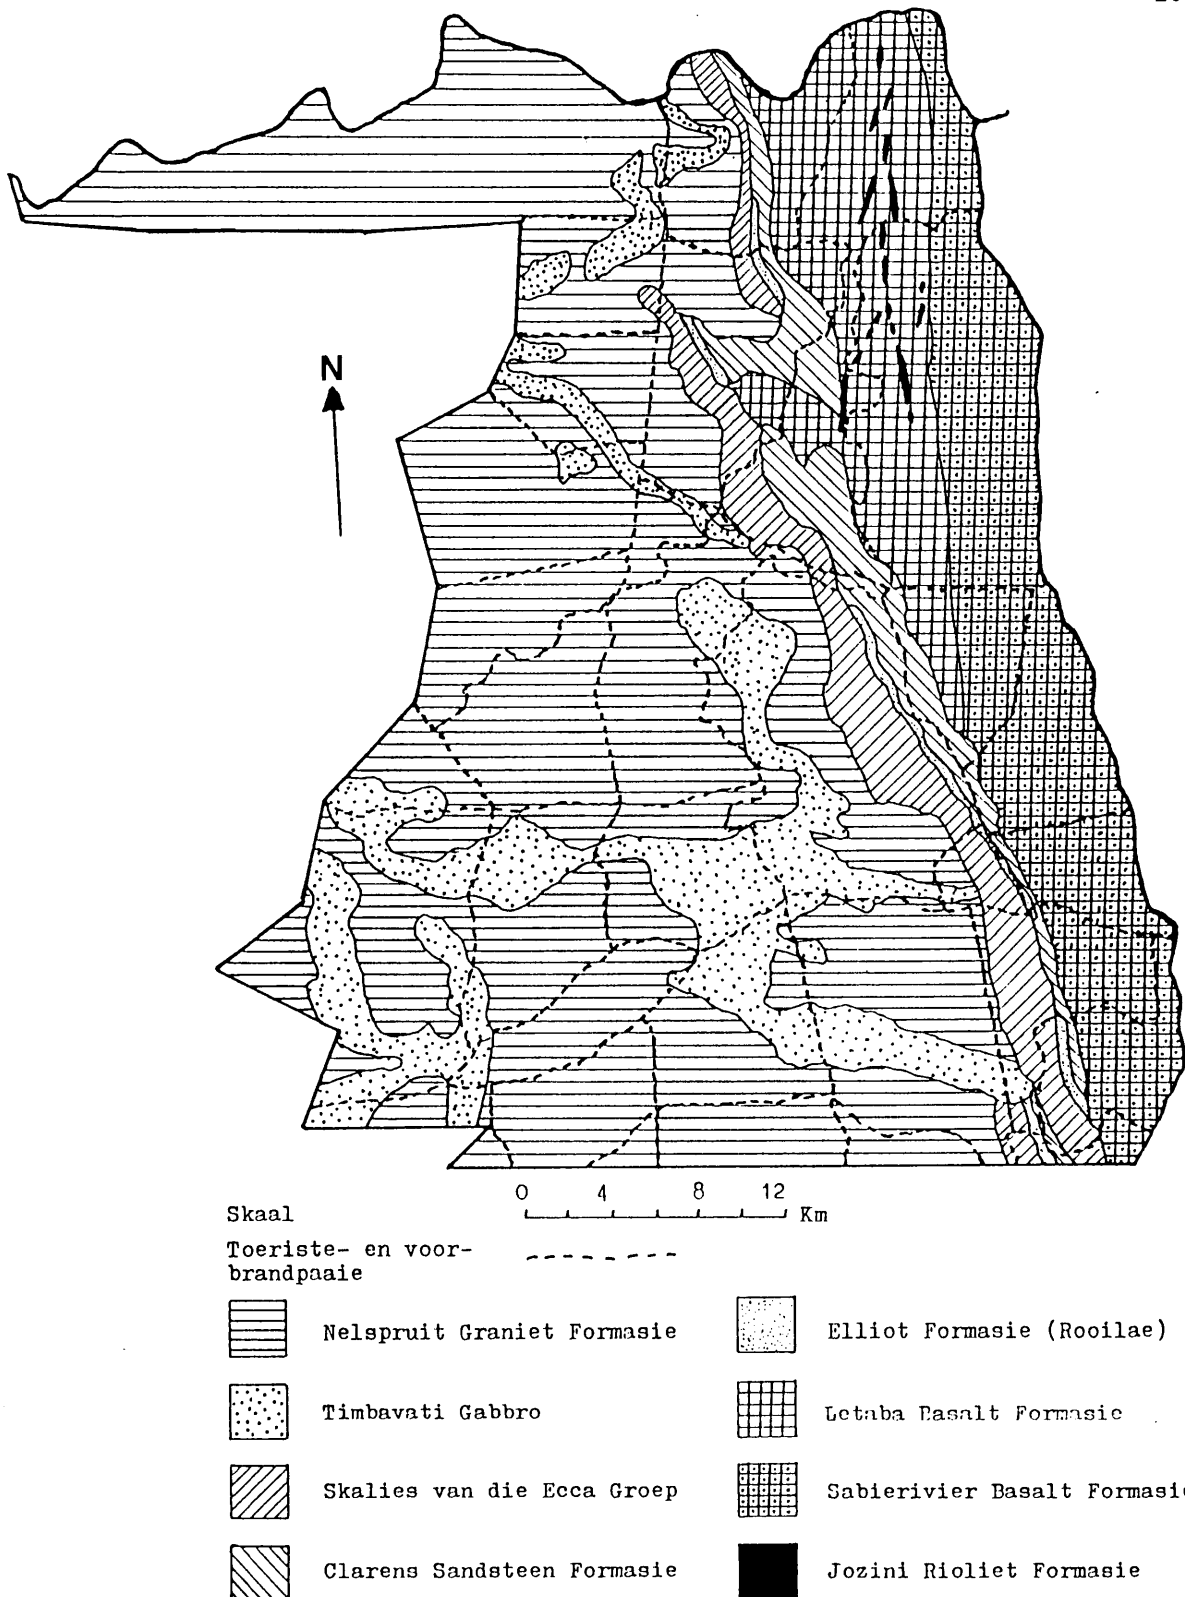 N
0 4 8 12
Skaal
Km
Toeriste- en voor-
brandpaaie
Nelspruit Graniet Formasie
Elliot Formasie (Rooilae)
Timbavati Gabbro
Letaba Basalt Formasie
Skalies van die Ecca Groep
Sabierivier Basalt Formasie
Clarens Sandsteen Formasie
Jozini Rioliet Formasie